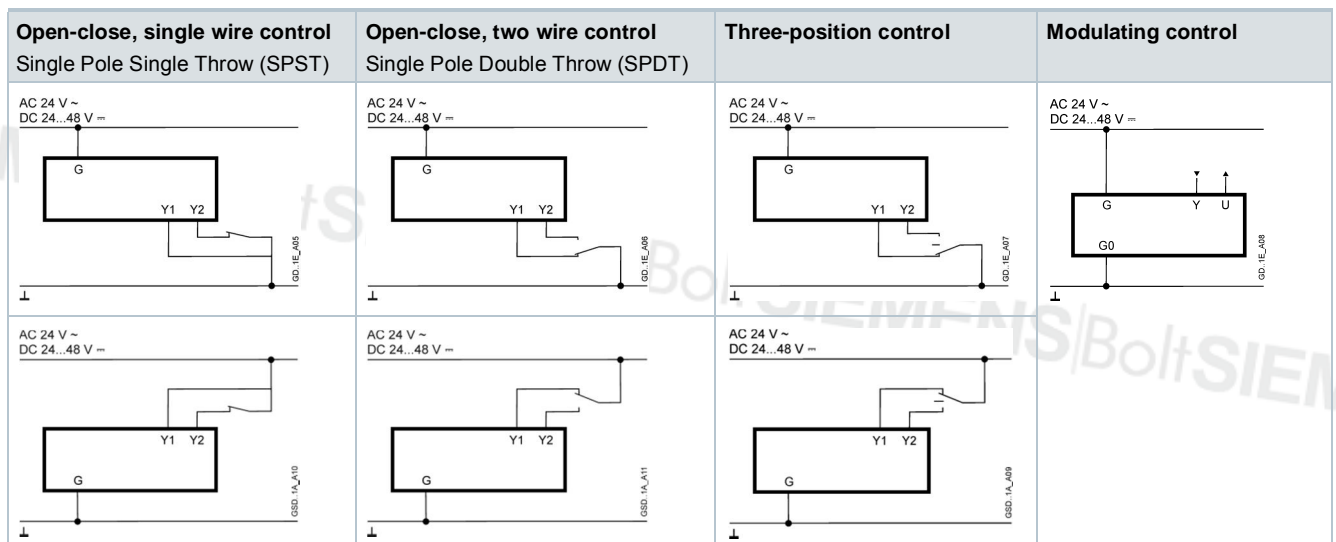 Open-close, single wire control
Single Pole Single Throw (SPST)
Open-close, two wire control
Single Pole Double Throw (SPDT)
Three-position control
Modulating control
AC 24 V ~
DC 24...48 V ⎓
G
Y1 Y2
GD..1E_A05
⊥
AC 24 V ~
DC 24...48 V ⎓
G
Y1 Y2
GD..1E_A06
⊥
AC 24 V ~
DC 24...48 V ⎓
G
Y1 Y2
GD..1E_A07
⊥
AC 24 V ~
DC 24...48 V ⎓
G Y U
G0
GD..1E_A08
⊥
AC 24 V ~
DC 24...48 V ⎓
Y1 Y2
G
GSD..1A_A10
⊥
AC 24 V ~
DC 24...48 V ⎓
Y1 Y2
G
GSD..1A_A11
⊥
AC 24 V ~
DC 24...48 V ⎓
Y1 Y2
G
GSD..1A_A09
⊥
tS
Bolt SIEMENS|BoltSIEM